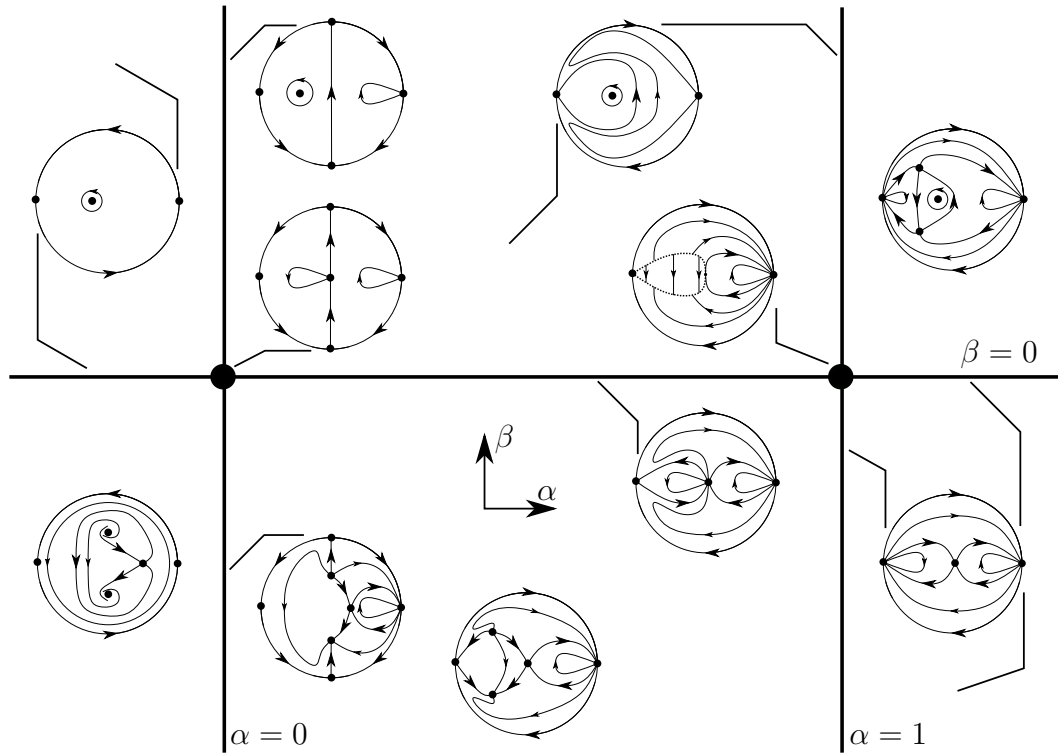 β = 0
β
α
α = 0
α = 1